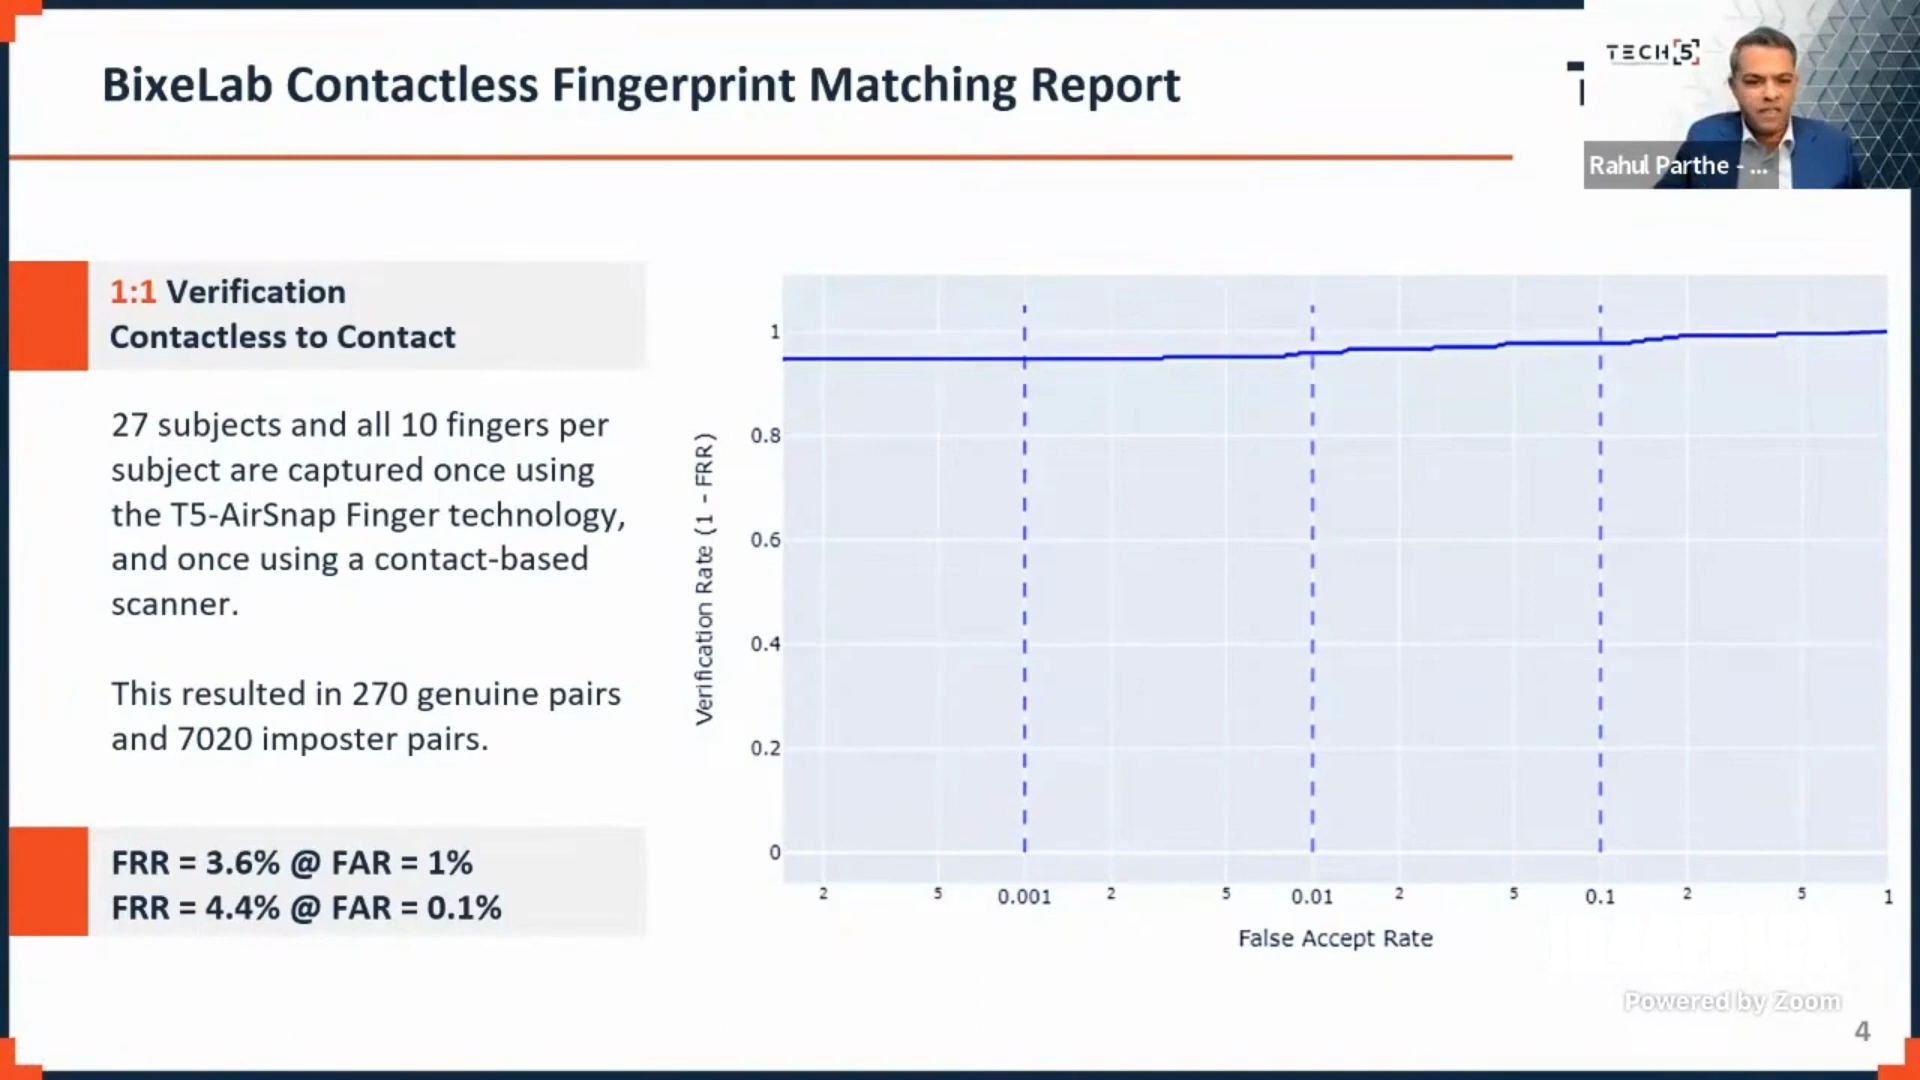 BixeLab Contactless Fingerprint Matching Report
TECH5
Rahul Parthe - ...
1:1 Verification
Contactless to Contact
27 subjects and all 10 fingers per
subject are captured once using
the T5-AirSnap Finger technology,
and once using a contact-based
scanner.
This resulted in 270 genuine pairs
and 7020 imposter pairs.
FRR = 3.6% @ FAR = 1%
FRR = 4.4% @ FAR = 0.1%
Verification Rate (1 - FRR)
1
0.8
0.6
0.4
0.2
0
2 5 0.001 2 5 0.01 2 5 0.1 2 5 1
False Accept Rate
Powered by Zoom
4